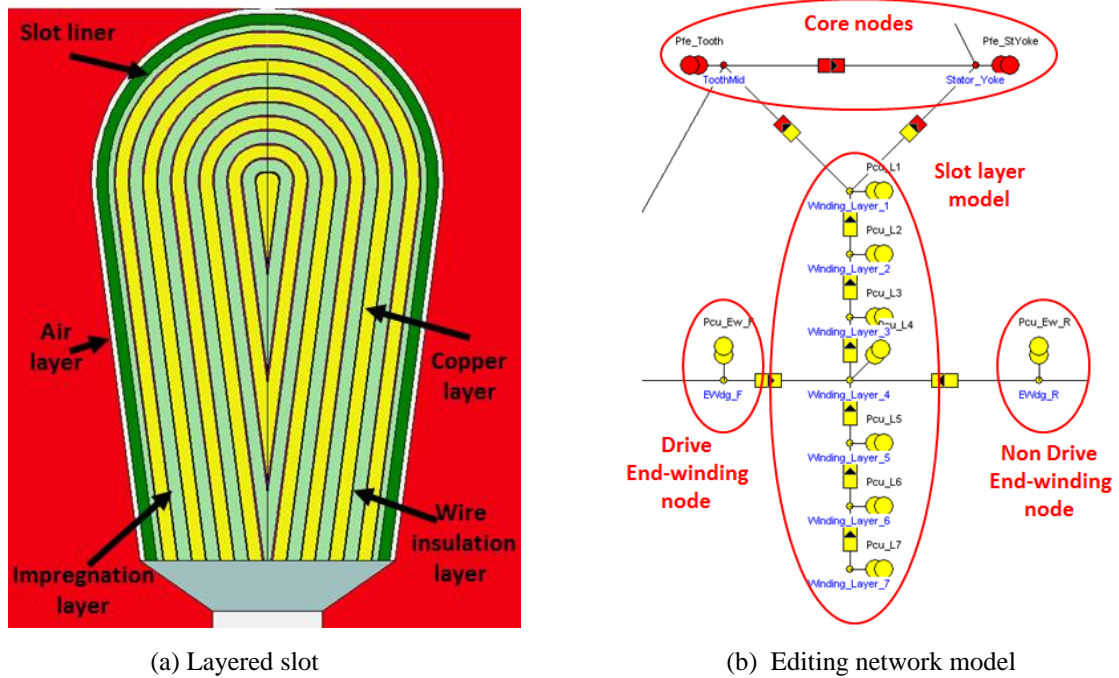 Slot liner
Air
layer
Copper
layer
Impregnation
layer
Wire
insulation
layer
(a) Layered slot
Core nodes
Pfe_Tooth
Pfe_StYoke
ToothMid
Stator_Yoke
Pcu_L1
Slot layer
model
Winding_Layer_1
Pcu_L2
Winding_Layer_2
Pcu_L3
Winding_Layer_3
Pcu_L4
Pcu_Ew_F
Pcu_Ew_R
EWdg_F
Winding_Layer_4
EWdg_R
Pcu_L5
Winding_Layer_5
Pcu_L6
Winding_Layer_6
Pcu_L7
Winding_Layer_7
Drive
End-winding
node
Non Drive
End-winding
node
(b) Editing network model